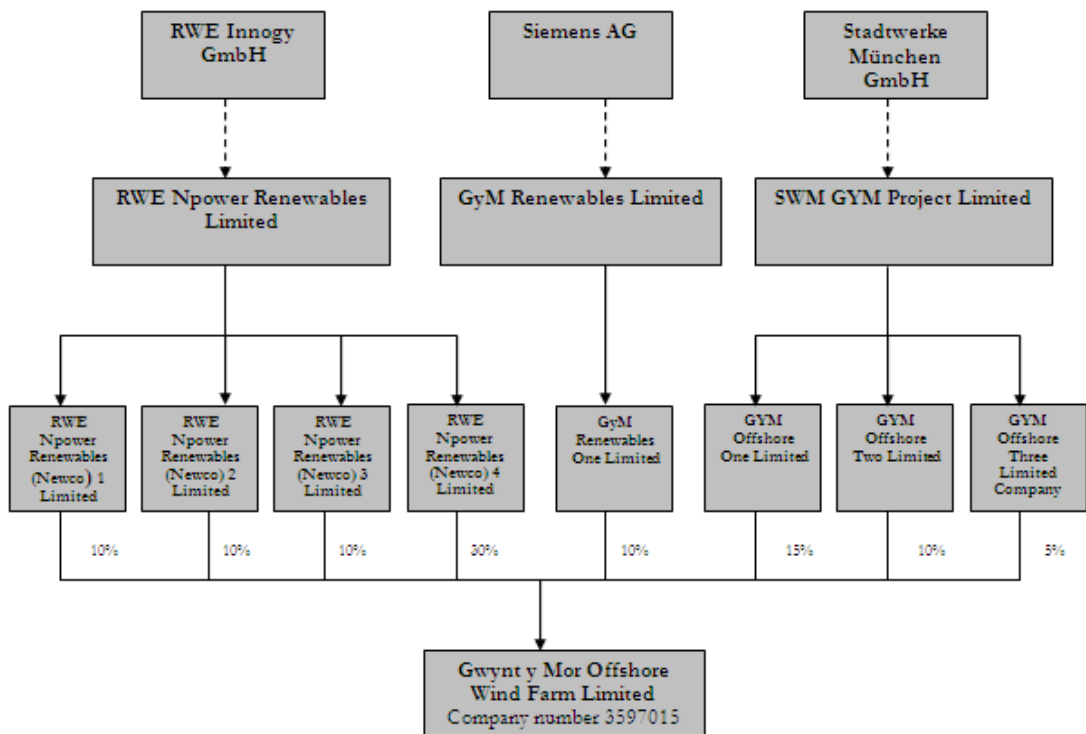 RWE Innogy
GmbH
Siemens AG
Stadtwerke
München
GmbH
RWE Npower Renewables
Limited
GyM Renewables Limited
SWM GYM Project Limited
RWE
Npower
Renewables
(Newco) 1
Limited
RWE
Npower
Renewables
(Newco) 2
Limited
RWE
Npower
Renewables
(Newco) 3
Limited
RWE
Npower
Renewables
(Newco) 4
Limited
GyM
Renewables
One Limited
GYM
Offshore
One Limited
GYM
Offshore
Two Limited
GYM
Offshore
Three
Limited
Company
10%
10%
10%
30%
10%
15%
10%
5%
Gwynt y Mor Offshore
Wind Farm Limited
Company number 3597015